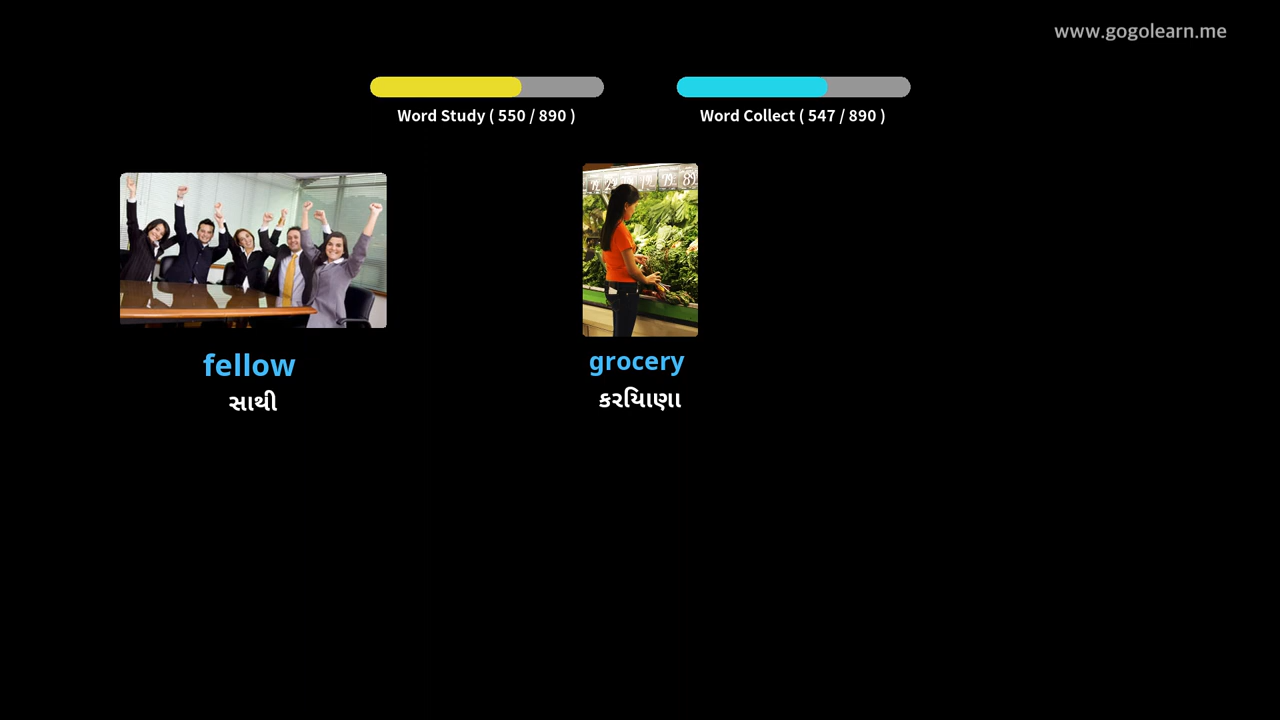 www.gogolearn.me
Word Study ( 550 / 890 )
Word Collect ( 547 / 890 )
fellow
સાથી
grocery
કરિયાણા